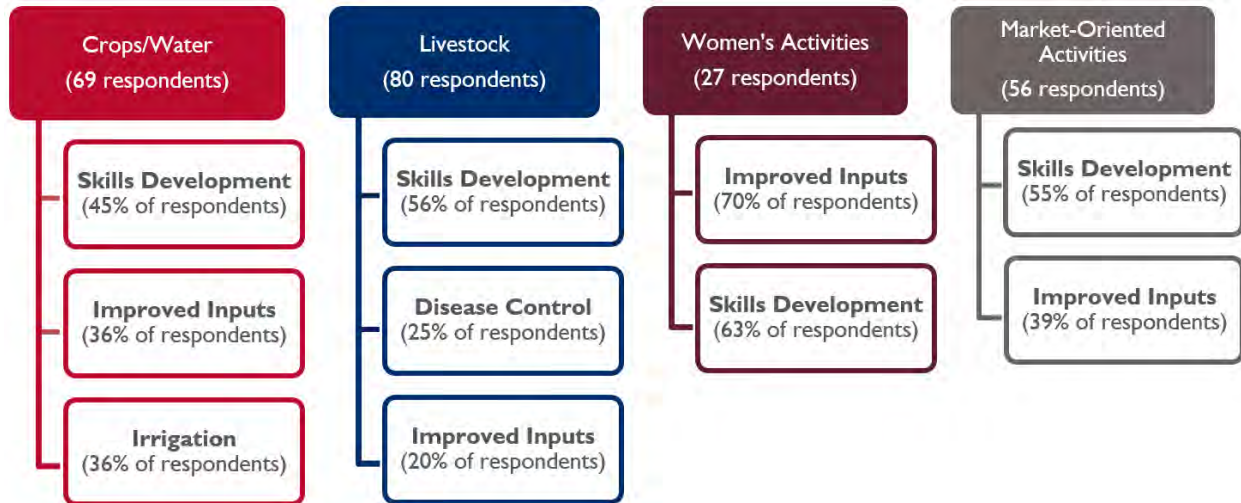 Crops/Water
(69 respondents)
Skills Development
(45% of respondents)
Improved Inputs
(36% of respondents)
Irrigation
(36% of respondents)
Livestock
(80 respondents)
Skills Development
(56% of respondents)
Disease Control
(25% of respondents)
Improved Inputs
(20% of respondents)
Women's Activities
(27 respondents)
Improved Inputs
(70% of respondents)
Skills Development
(63% of respondents)
Market-Oriented
Activities
(56 respondents)
Skills Development
(55% of respondents)
Improved Inputs
(39% of respondents)